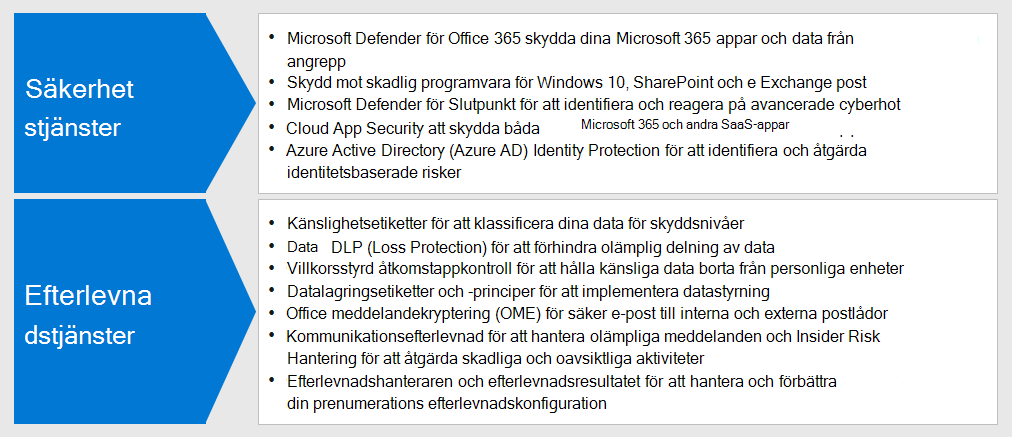 Säkerhet
stjänster
• Microsoft Defender för Office 365 skydda dina Microsoft 365 appar och data från
angrepp
• Skydd mot skadlig programvara för Windows 10, SharePoint och e Exchange post
• Microsoft Defender för Slutpunkt för att identifiera och reagera på avancerade cyberhot
• Cloud App Security att skydda båda Microsoft 365 och andra SaaS-appar . .
• Azure Active Directory (Azure AD) Identity Protection för att identifiera och åtgärda
identitetsbaserade risker
Efterlevna
dstjänster
• Känslighetsetiketter för att klassificera dina data för skyddsnivåer
• Data DLP (Loss Protection) för att förhindra olämplig delning av data
• Villkorsstyrd åtkomstappkontroll för att hålla känsliga data borta från personliga enheter
• Datalagringsetiketter och -principer för att implementera datastyrning
• Office meddelandekryptering (OME) för säker e-post till interna och externa postlådor
• Kommunikationsefterlevnad för att hantera olämpliga meddelanden och Insider Risk
Hantering för att åtgärda skadliga och oavsiktliga aktiviteter
• Efterlevnadshanteraren och efterlevnadsresultatet för att hantera och förbättra
din prenumerations efterlevnadskonfiguration